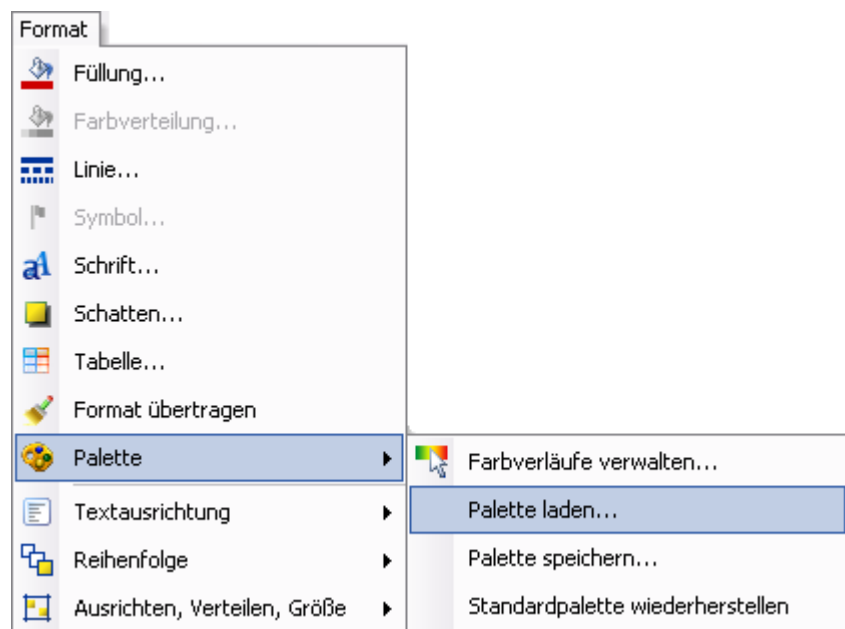 Format
Füllung...
Farbverteilung...
Linie...
Symbol...
Schrift...
Schatten...
Tabelle...
Format übertragen
Palette
Farbverläufe verwalten...
Palette laden...
Palette speichern...
Standardpalette wiederherstellen
Textausrichtung
Reihenfolge
Ausrichten, Verteilen, Größe